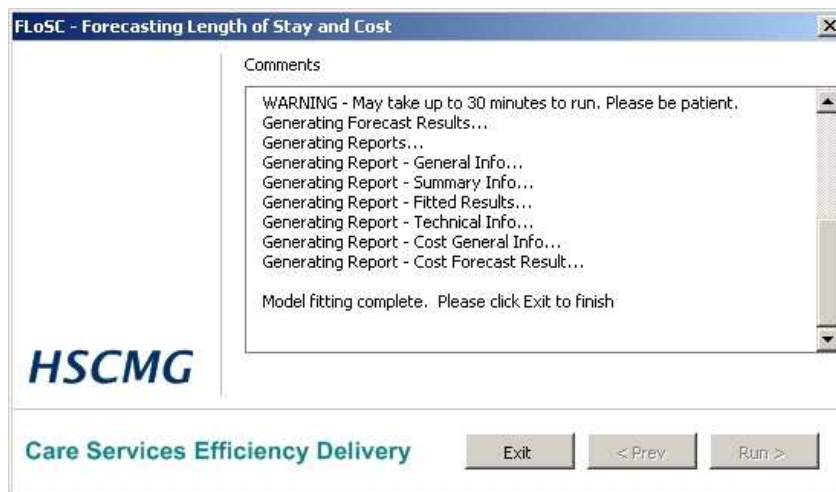 FLoSC - Forecasting Length of Stay and Cost
Comments
WARNING - May take up to 30 minutes to run. Please be patient.
Generating Forecast Results...
Generating Reports...
Generating Report - General Info...
Generating Report - Summary Info...
Generating Report - Fitted Results...
Generating Report - Technical Info...
Generating Report - Cost General Info...
Generating Report - Cost Forecast Result...
Model fitting complete. Please click Exit to finish
HSCMG
Care Services Efficiency Delivery
Exit
< Prev
Run >